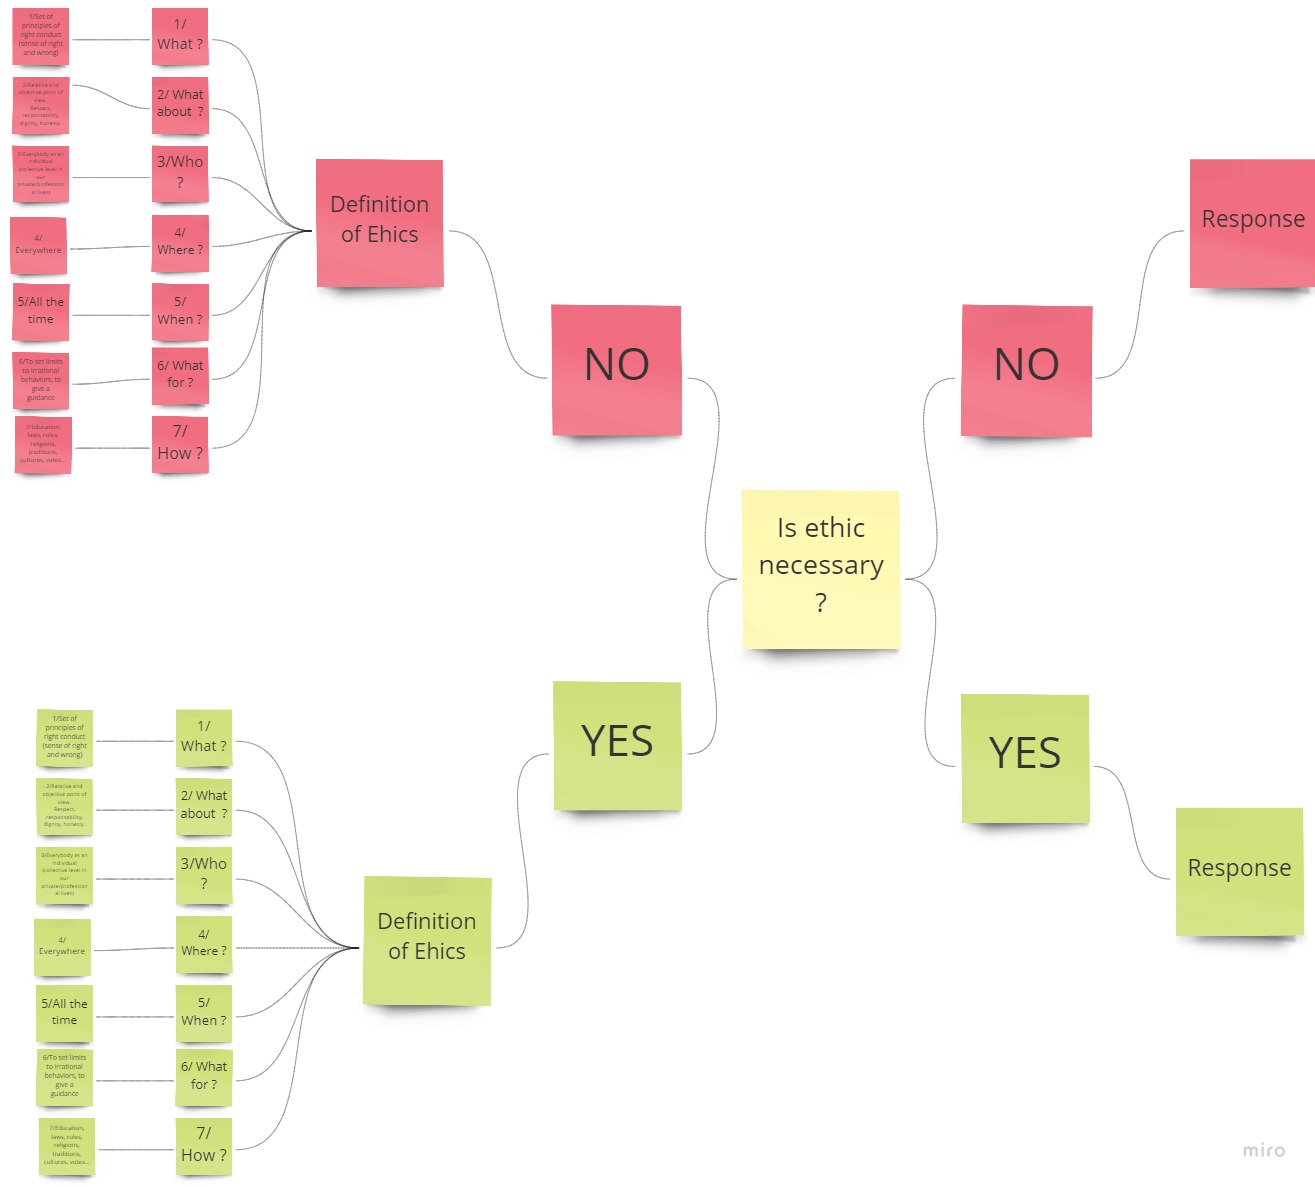 1/Set of
principles of
right conduct
(sense of right
and wrong)
1/
What ?
2/Relative and
objective point of
view.
Respect,
responsability,
dignity, honesty.
2/ What
about  ?
3/Everybody as an
individual
(collective level in
our
private/profession
al lives)
3/Who
?
4/
Everywhere
4/
Where ?
5/All the
time
5/
When ?
6/To set limits
to irrational
behaviors, to
give a
guidance
6/ What
for ?
7/Education,
laws, rules,
religions,
traditions,
cultures, votes...
7/
How ?
Definition
of Ehics
NO
NO
Response
Is ethic
necessary
?
YES
YES
Response
Definition
of Ehics
1/Set of
principles of
right conduct
(sense of right
and wrong)
1/
What ?
2/Relative and
objective point of
view.
Respect,
responsability,
dignity, honesty.
2/ What
about  ?
3/Everybody as an
individual
(collective level in
our
private/profession
al lives)
3/Who
?
4/
Everywhere
4/
Where ?
5/All the
time
5/
When ?
6/To set limits
to irrational
behaviors, to
give a
guidance
6/ What
for ?
7/Education,
laws, rules,
religions,
traditions,
cultures, votes...
7/
How ?
miro